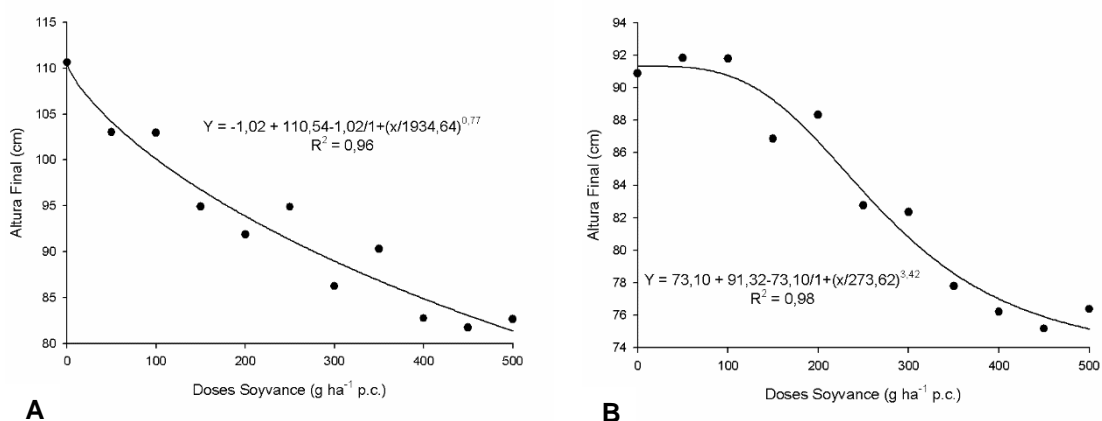 115
110
105
100
95
90
85
80
Altura Final (cm)
Y = -1,02 + 110,54-1,02/1+(x/1934,64)^0,77
R² = 0,96
0 100 200 300 400 500
Doses Soyvance (g ha⁻¹ p.c.)
A
94
92
90
88
86
84
82
80
78
76
74
Altura Final (cm)
Y = 73,10 + 91,32-73,10/1+(x/273,62)^3,42
R² = 0,98
0 100 200 300 400 500
Doses Soyvance (g ha⁻¹ p.c.)
B